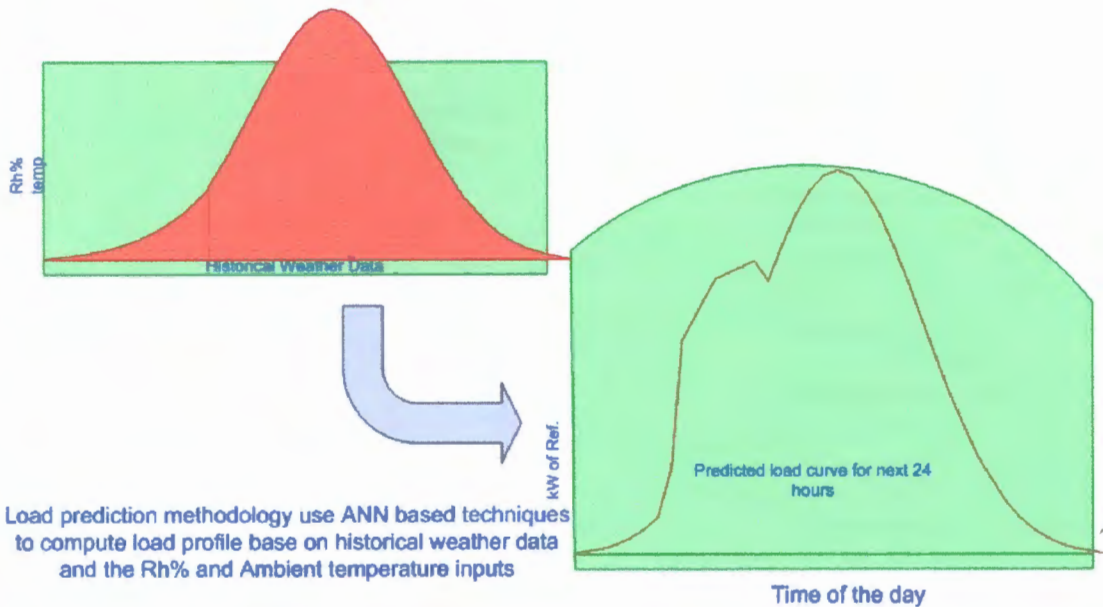 Rh%
temp
Historical Weather Data
kW of Ref.
Predicted load curve for next 24
hours
Load prediction methodology use ANN based techniques
to compute load profile base on historical weather data
and the Rh% and Ambient temperature inputs
Time of the day